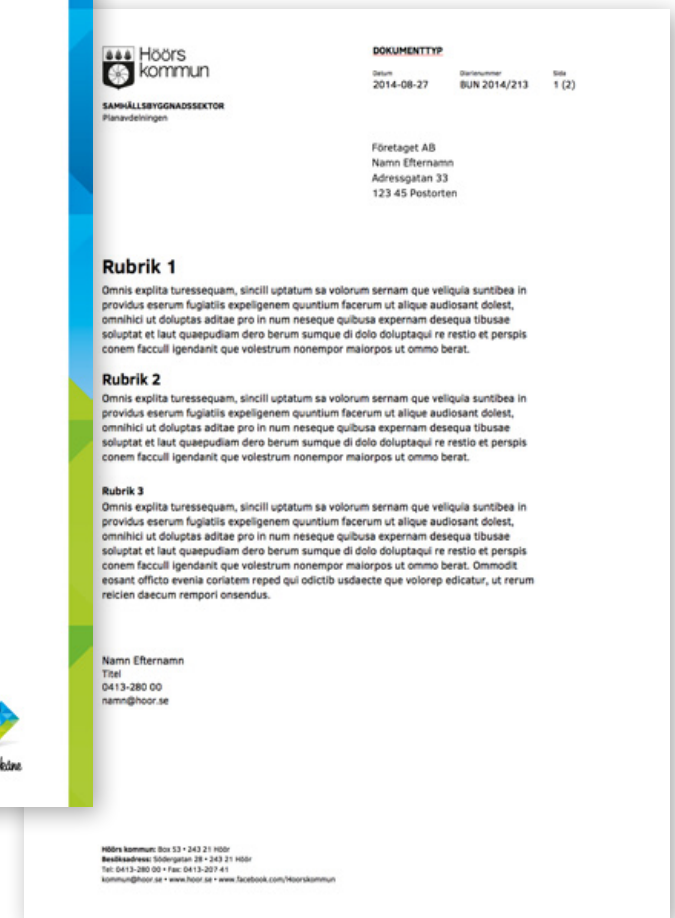 Höörs
kommun
SAMHÄLLSBYGGNADSSEKTOR
Planavdelningen
DOKUMENTTYP
Datum Diarienummer Sida
2014-08-27 BUN 2014/213 1 (2)
Företaget AB
Namn Efternamn
Adressgatan 33
123 45 Postorten
Rubrik 1
Omnis explita turessequam, sincill uptatum sa volorum sernam que veliquia suntibea in
providus eserum fugiatiis expeligenem quuntium facerum ut alique audiosant dolest,
omnihici ut doluptas aditae pro in num neseque quibusa expernam desequa tibusae
soluptat et laut quaepudiam dero berum sumque di dolo doluptaqui re restio et perspis
conem faccull igendanit que volestrum nonempor maiorpos ut ommo berat.
Rubrik 2
Omnis explita turessequam, sincill uptatum sa volorum sernam que veliquia suntibea in
providus eserum fugiatiis expeligenem quuntium facerum ut alique audiosant dolest,
omnihici ut doluptas aditae pro in num neseque quibusa expernam desequa tibusae
soluptat et laut quaepudiam dero berum sumque di dolo doluptaqui re restio et perspis
conem faccull igendanit que volestrum nonempor maiorpos ut ommo berat.
Rubrik 3
Omnis explita turessequam, sincill uptatum sa volorum sernam que veliquia suntibea in
providus eserum fugiatiis expeligenem quuntium facerum ut alique audiosant dolest,
omnihici ut doluptas aditae pro in num neseque quibusa expernam desequa tibusae
soluptat et laut quaepudiam dero berum sumque di dolo doluptaqui re restio et perspis
conem faccull igendanit que volestrum nonempor maiorpos ut ommo berat. Ommodit
eosant officto evenia coriatem reped qui odictib usdaecte que volorep edicatur, ut rerum
reicien daecum rempori onsendus.
Namn Efternamn
Titel
0413-280 00
namn@hoor.se
Höörs kommun: Box 53 • 243 21 Höör
Besöksadress: Södergatan 28 • 243 21 Höör
Tel: 0413-280 00 • Fax: 0413-207 41
kommun@hoor.se • www.hoor.se • www.facebook.com/Hoorskommun